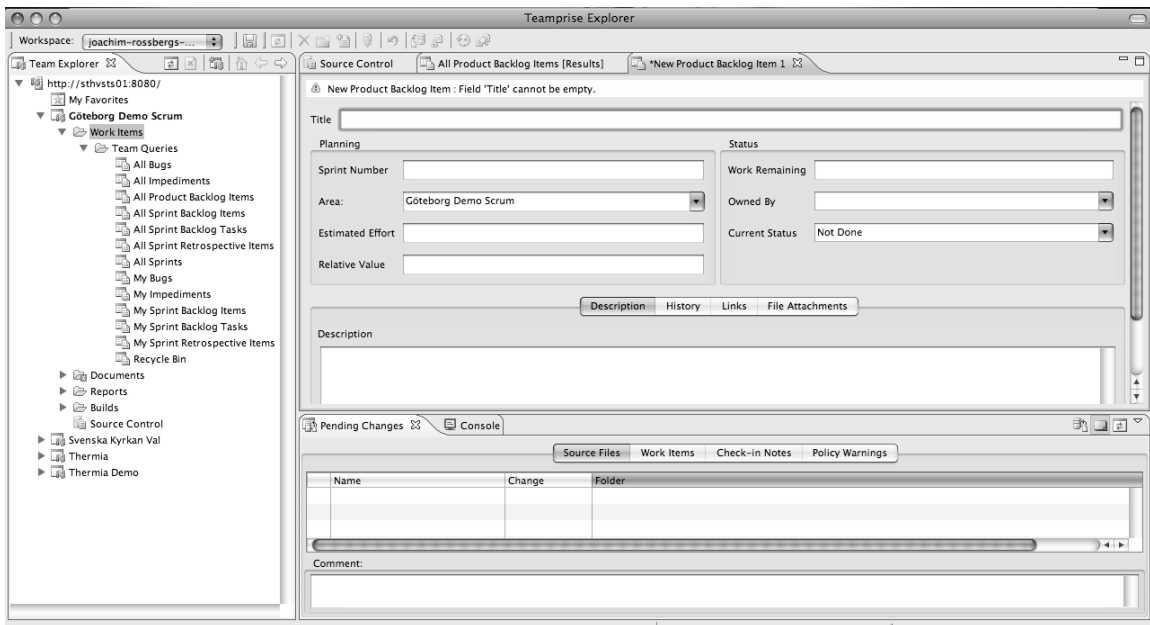 Teamprise Explorer
Workspace: joachim-rossbergs-...
Team Explorer
http://sthvsts01:8080/
My Favorites
Göteborg Demo Scrum
Work Items
Team Queries
All Bugs
All Impediments
All Product Backlog Items
All Sprint Backlog Items
All Sprint Backlog Tasks
All Sprint Retrospective Items
All Sprints
My Bugs
My Impediments
My Sprint Backlog Items
My Sprint Backlog Tasks
My Sprint Retrospective Items
Recycle Bin
Documents
Reports
Builds
Source Control
Svenska Kyrkan Val
Thermia
Thermia Demo
Source Control All Product Backlog Items [Results] *New Product Backlog Item 1
New Product Backlog Item : Field 'Title' cannot be empty.
Title
Planning
Sprint Number
Area: Göteborg Demo Scrum
Estimated Effort
Relative Value
Status
Work Remaining
Owned By
Current Status Not Done
Description History Links File Attachments
Description
Pending Changes Console
Source Files Work Items Check-in Notes Policy Warnings
Name Change Folder
Comment: